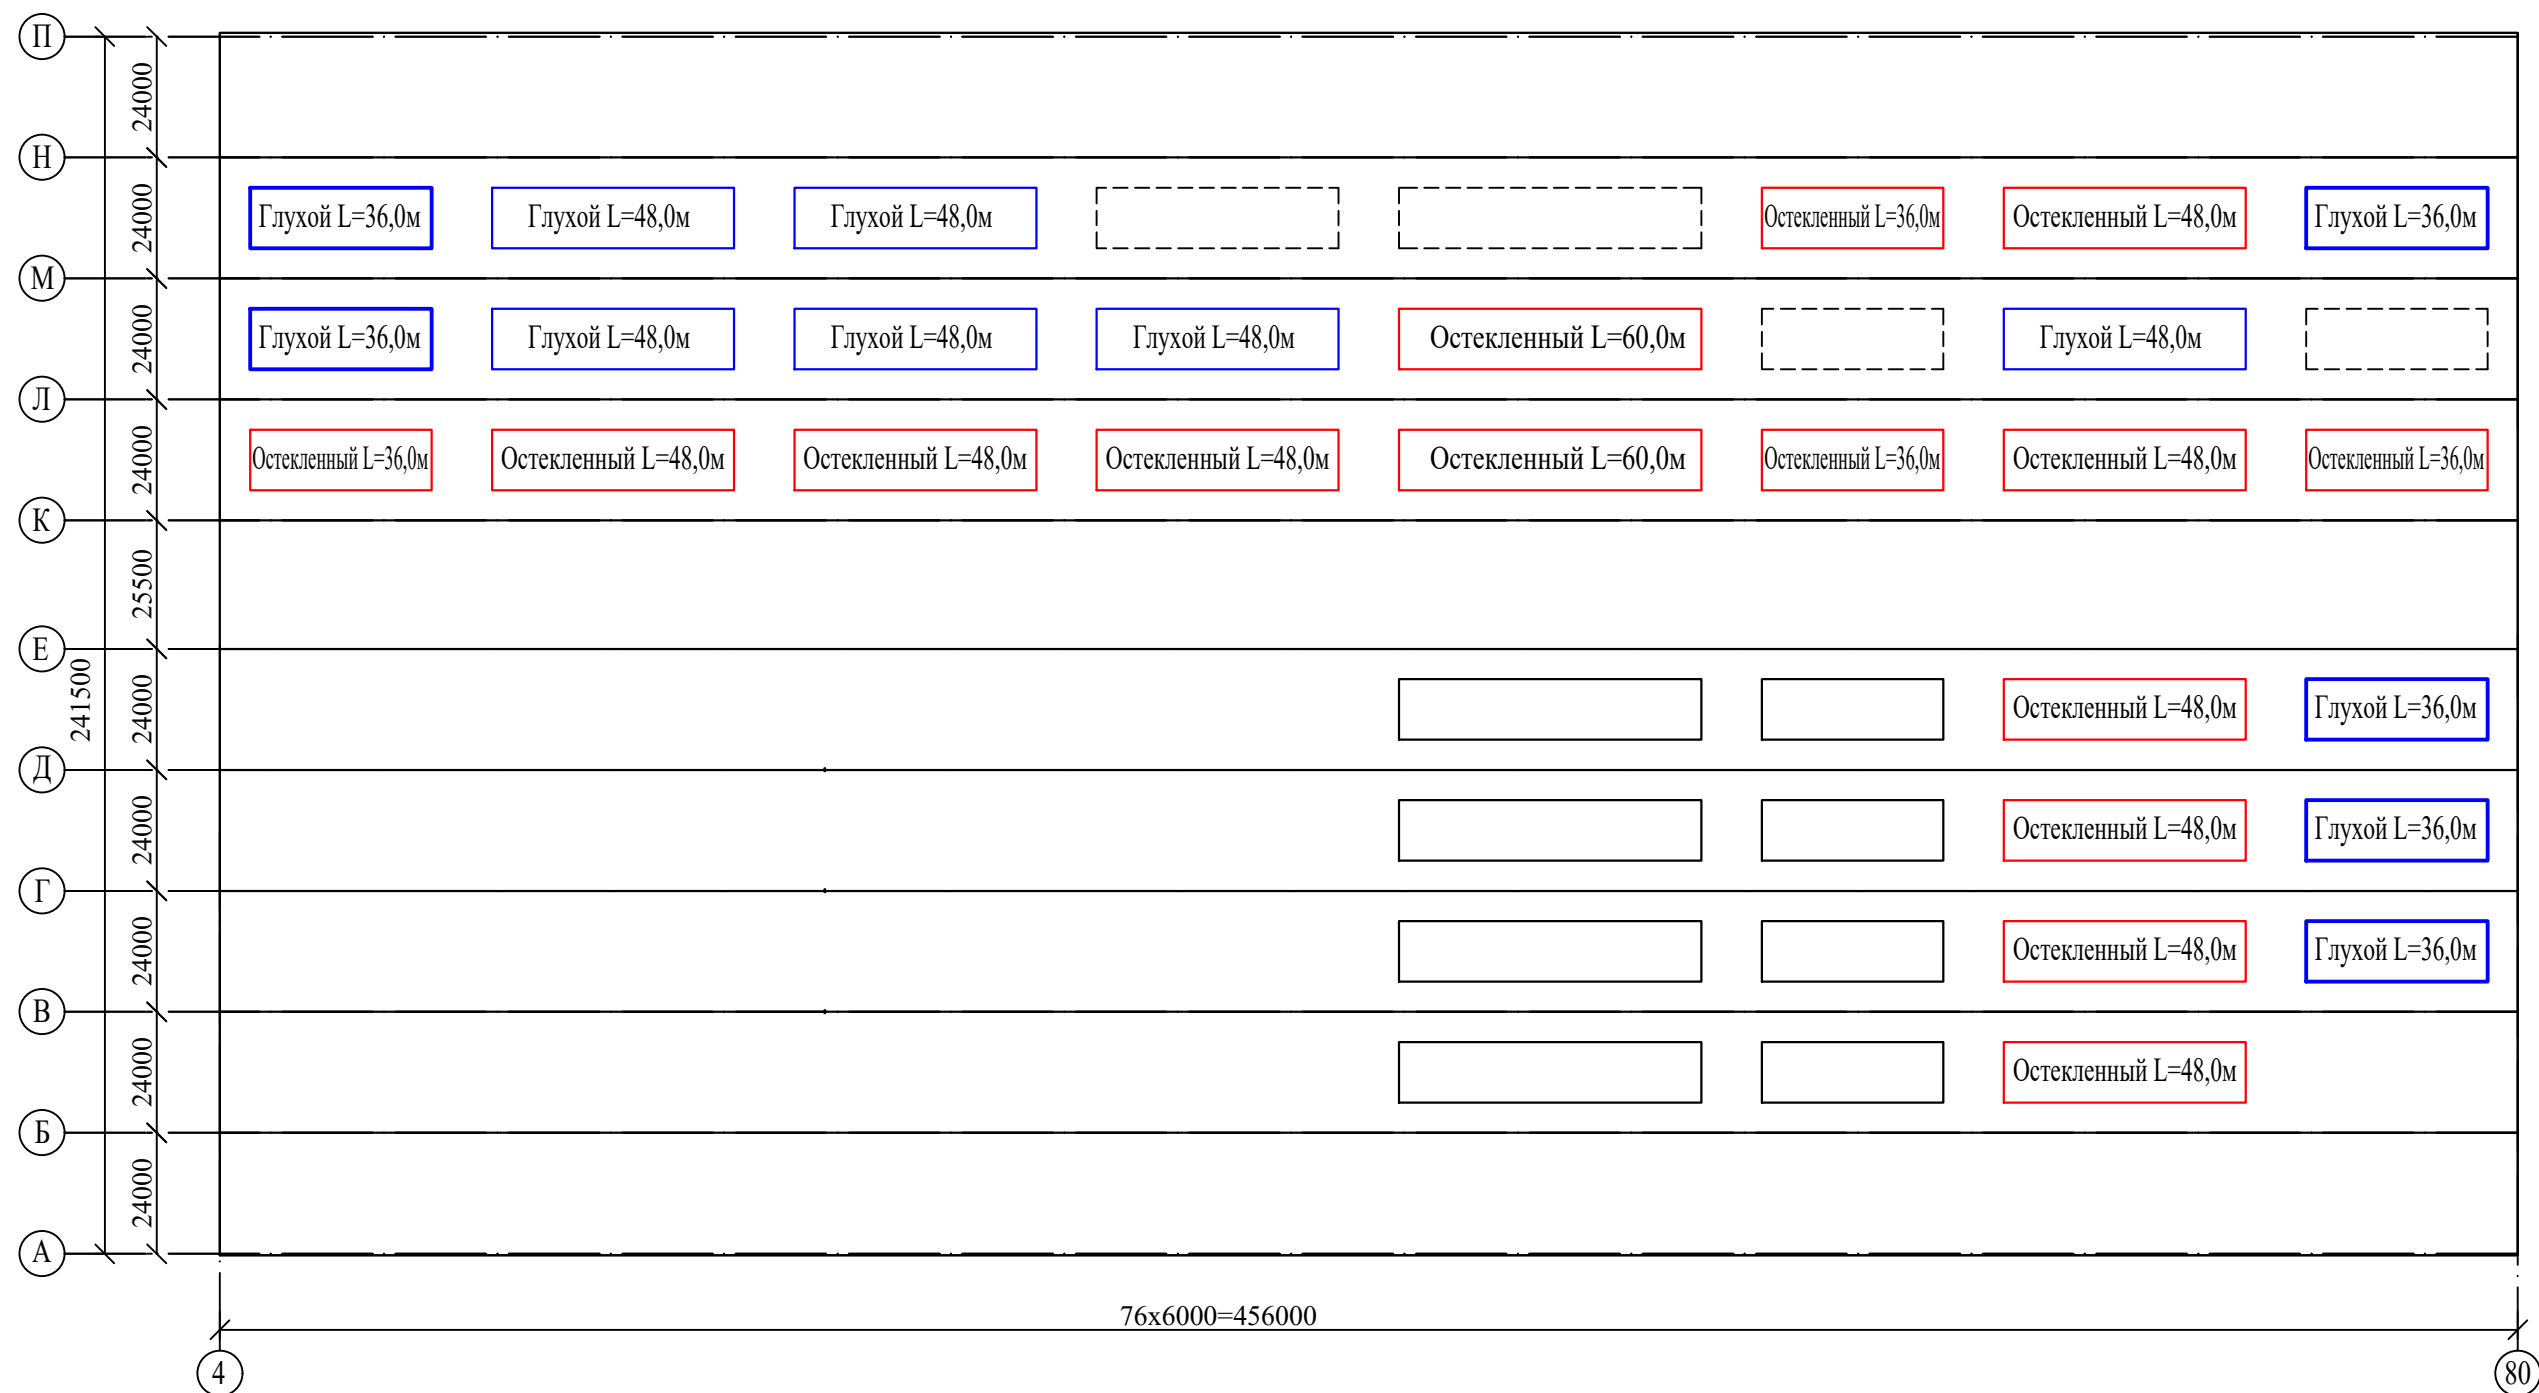 П
24000
Н
24000
Глухой L=36,0м
Глухой L=48,0м
Глухой L=48,0м
Остекленный L=36,0м
Остекленный L=48,0м
Глухой L=36,0м
М
24000
Глухой L=36,0м
Глухой L=48,0м
Глухой L=48,0м
Глухой L=48,0м
Остекленный L=60,0м
Глухой L=48,0м
Л
24000
Остекленный L=36,0м
Остекленный L=48,0м
Остекленный L=48,0м
Остекленный L=48,0м
Остекленный L=60,0м
Остекленный L=36,0м
Остекленный L=48,0м
Остекленный L=36,0м
К
25500
Е
241500
24000
Остекленный L=48,0м
Глухой L=36,0м
Д
24000
Остекленный L=48,0м
Глухой L=36,0м
Г
24000
Остекленный L=48,0м
Глухой L=36,0м
В
24000
Остекленный L=48,0м
Б
24000
А
76х6000=456000
4
80